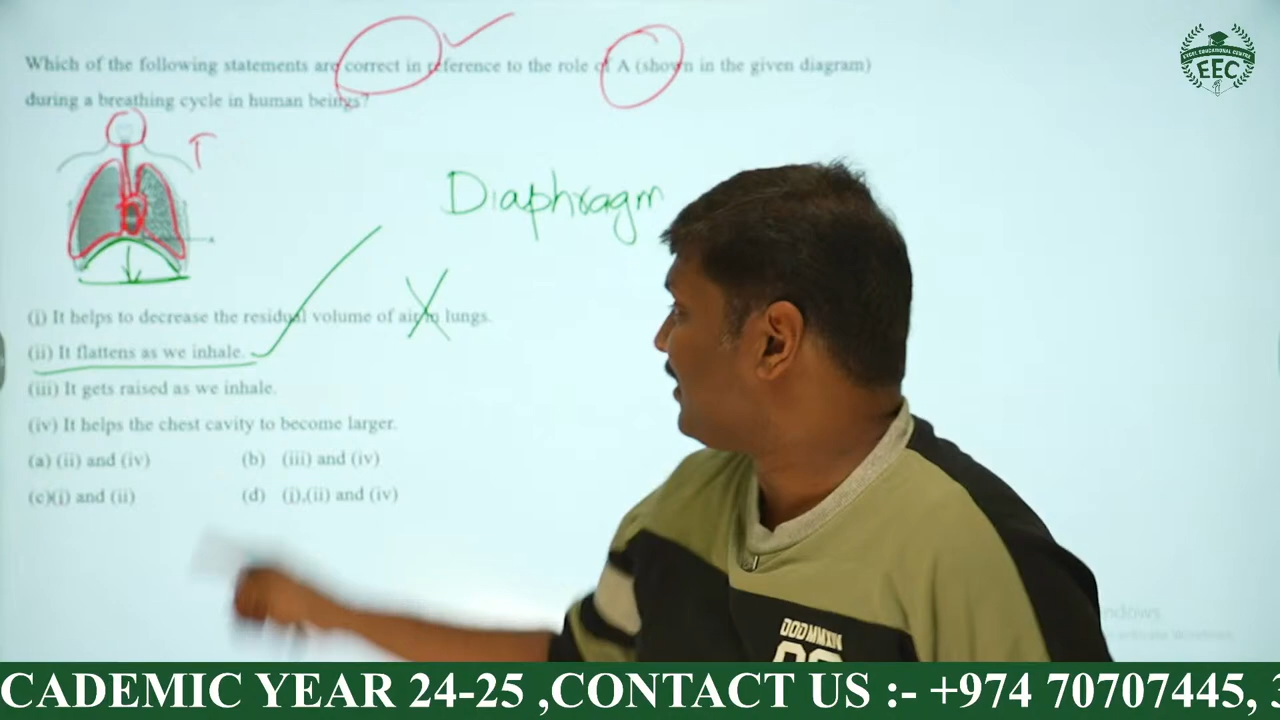 Which of the following statements are correct in reference to the role of A (shown in the given diagram)
during a breathing cycle in human beings?
T
Diaphragm
(i) It helps to decrease the residual volume of air in lungs.
(ii) It flattens as we inhale.
(iii) It gets raised as we inhale.
(iv) It helps the chest cavity to become larger.
(a) (ii) and (iv) (b) (iii) and (iv)
(c)(i) and (ii) (d) (i),(ii) and (iv)
EEC
DODMMXIV
CADEMIC YEAR 24-25 ,CONTACT US :- +974 70707445, 3